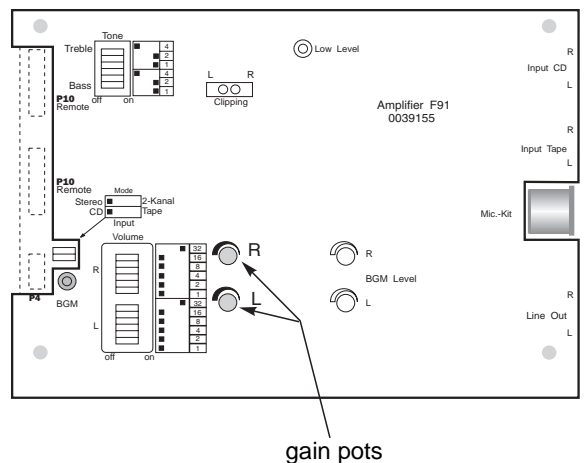 Tone
Treble
4
2
1
4
2
1
Bass
off on
P10
Remote
L R
Clipping
Low Level
Amplifier F91
0039155
R
Input CD
L
R
Input Tape
L
Mic.-Kit
R
Line Out
L
P10
Remote
Mode
Stereo 2-Kanal
CD Tape
Input
Volume
R
L
32
16
8
4
2
1
32
16
8
4
2
1
off on
P4
BGM
R
L
R
BGM Level
L
gain pots